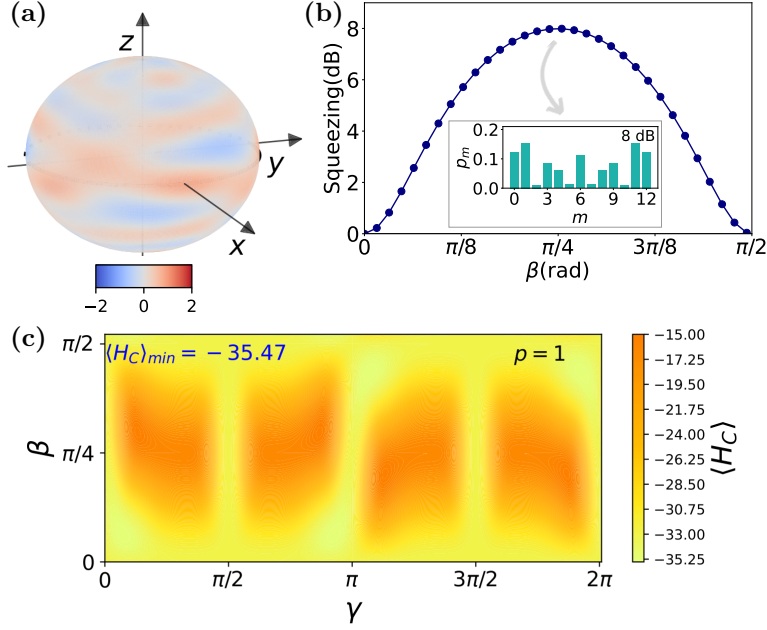 (a)
z
y
x
−2 0 2
(b)
Squeezing(dB)
8
6
4
2
0
0 π/8 π/4 3π/8 π/2
β(rad)
8 dB
p_m
0.2
0.1
0.0
0 3 6 9 12
m
(c)
⟨H_C⟩_min = −35.47
p = 1
β
π/2
π/4
0
0 π/2 π 3π/2 2π
γ
−15.00
−17.25
−19.50
−21.75
−24.00
−26.25
−28.50
−30.75
−33.00
−35.25
⟨H_C⟩